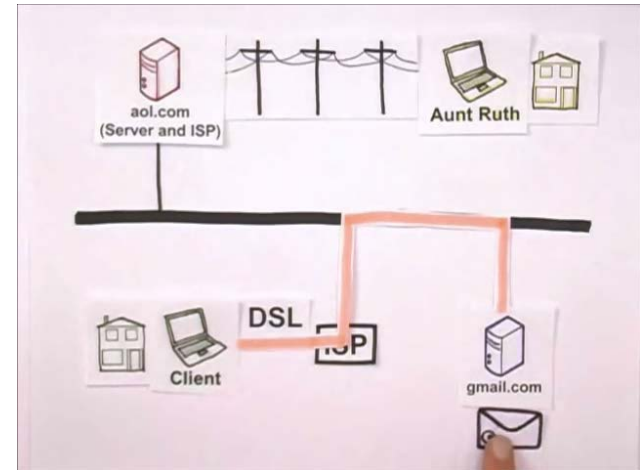 aol.com
(Server and ISP)
Aunt Ruth
DSL
ISP
Client
gmail.com